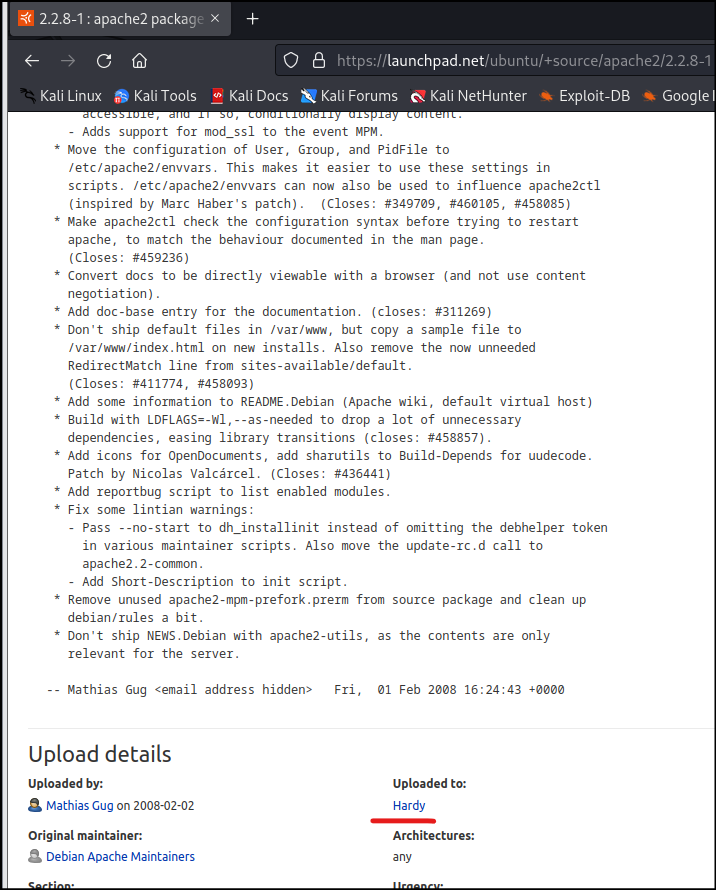 2.2.8-1 : apache2 package
https://launchpad.net/ubuntu/+source/apache2/2.2.8-1
Kali Linux Kali Tools Kali Docs Kali Forums Kali NetHunter Exploit-DB Google
accessible, and if so, conditionally display content.
- Adds support for mod_ssl to the event MPM.
* Move the configuration of User, Group, and PidFile to
/etc/apache2/envvars. This makes it easier to use these settings in
scripts. /etc/apache2/envvars can now also be used to influence apache2ctl
(inspired by Marc Haber's patch).  (Closes: #349709, #460105, #458085)
* Make apache2ctl check the configuration syntax before trying to restart
apache, to match the behaviour documented in the man page.
(Closes: #459236)
* Convert docs to be directly viewable with a browser (and not use content
negotiation).
* Add doc-base entry for the documentation. (closes: #311269)
* Don't ship default files in /var/www, but copy a sample file to
/var/www/index.html on new installs. Also remove the now unneeded
RedirectMatch line from sites-available/default.
(Closes: #411774, #458093)
* Add some information to README.Debian (Apache wiki, default virtual host)
* Build with LDFLAGS=-Wl,--as-needed to drop a lot of unnecessary
dependencies, easing library transitions (closes: #458857).
* Add icons for OpenDocuments, add sharutils to Build-Depends for uudecode.
Patch by Nicolas Valcárcel. (Closes: #436441)
* Add reportbug script to list enabled modules.
* Fix some lintian warnings:
- Pass --no-start to dh_installinit instead of omitting the debhelper token
in various maintainer scripts. Also move the update-rc.d call to
apache2.2-common.
- Add Short-Description to init script.
* Remove unused apache2-mpm-prefork.prerm from source package and clean up
debian/rules a bit.
* Don't ship NEWS.Debian with apache2-utils, as the contents are only
relevant for the server.
-- Mathias Gug <email address hidden>   Fri,  01 Feb 2008 16:24:43 +0000
Upload details
Uploaded by: Uploaded to:
Mathias Gug on 2008-02-02 Hardy
Original maintainer: Architectures:
Debian Apache Maintainers any
Section: Urgency: